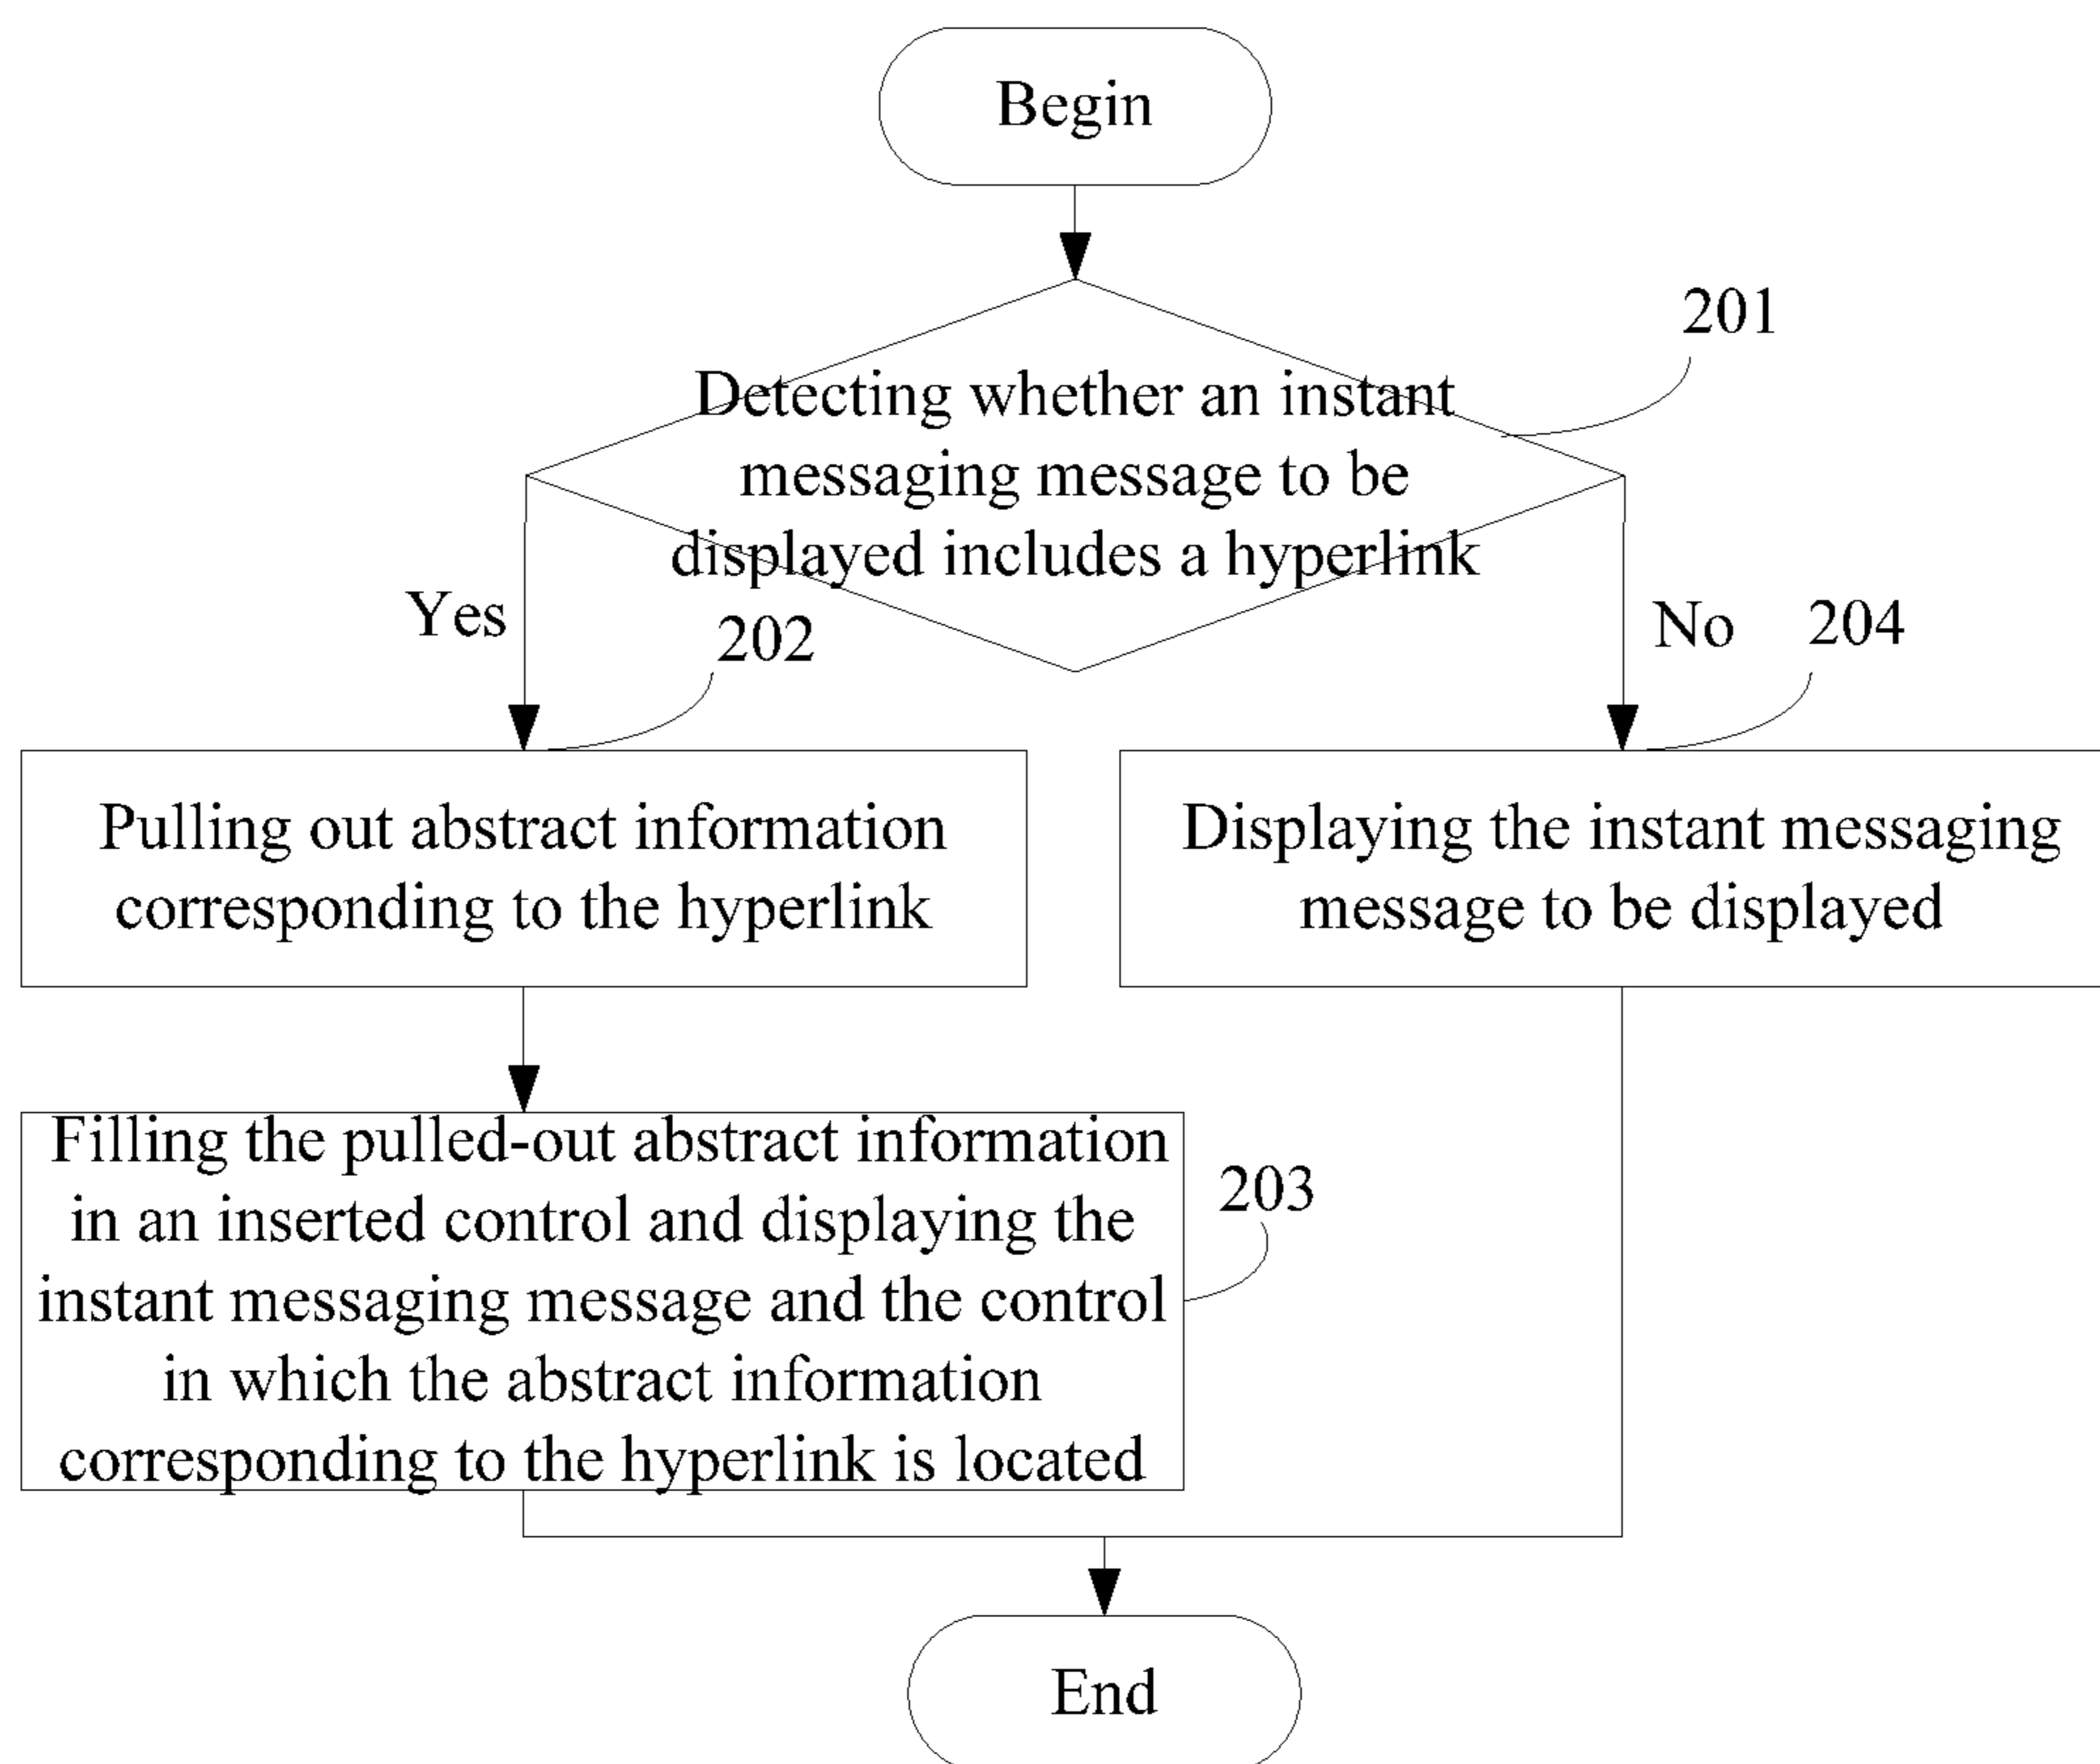 Begin
201
Detecting whether an instant
messaging message to be
displayed includes a hyperlink
Yes
202
No
204
Pulling out abstract information
corresponding to the hyperlink
Displaying the instant messaging
message to be displayed
Filling the pulled-out abstract information
in an inserted control and displaying the
instant messaging message and the control
in which the abstract information
corresponding to the hyperlink is located
203
End